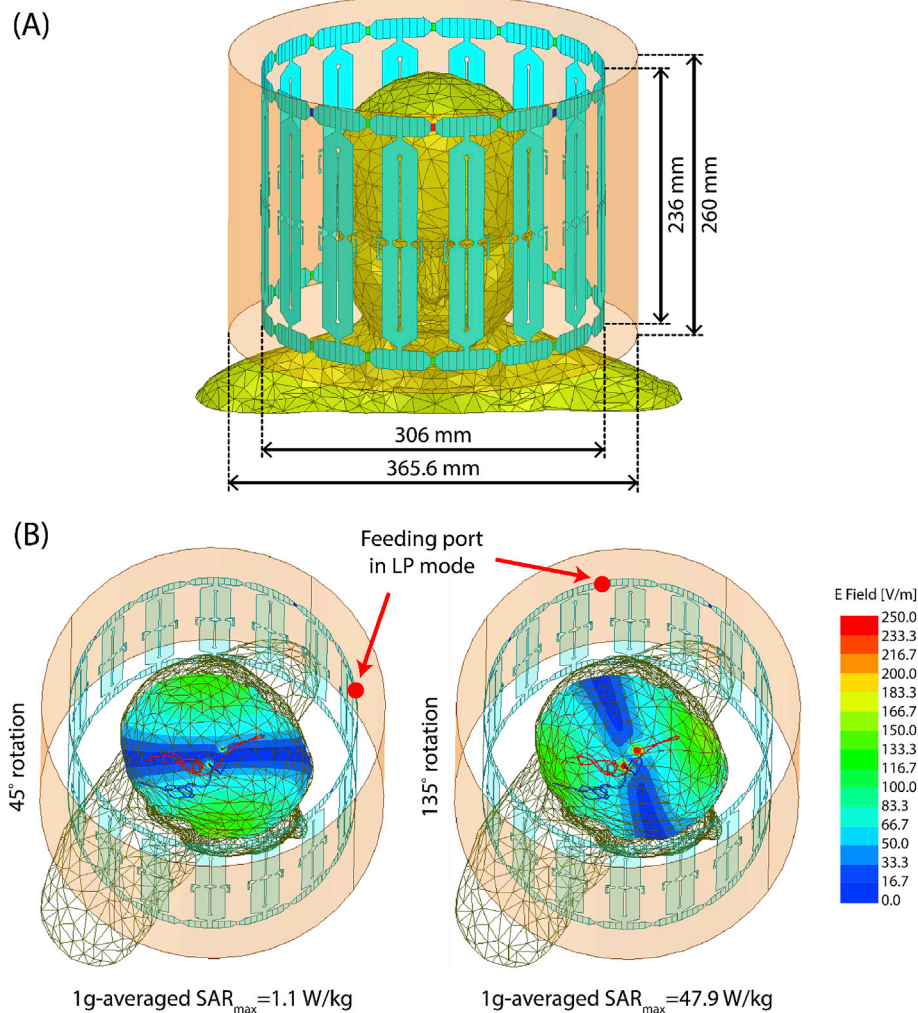 (A)
236 mm
260 mm
306 mm
365.6 mm
(B)
Feeding port
in LP mode
45° rotation
135° rotation
E Field [V/m]
250.0
233.3
216.7
200.0
183.3
166.7
150.0
133.3
116.7
100.0
83.3
66.7
50.0
33.3
16.7
0.0
1g-averaged SARmax=1.1 W/kg
1g-averaged SARmax=47.9 W/kg